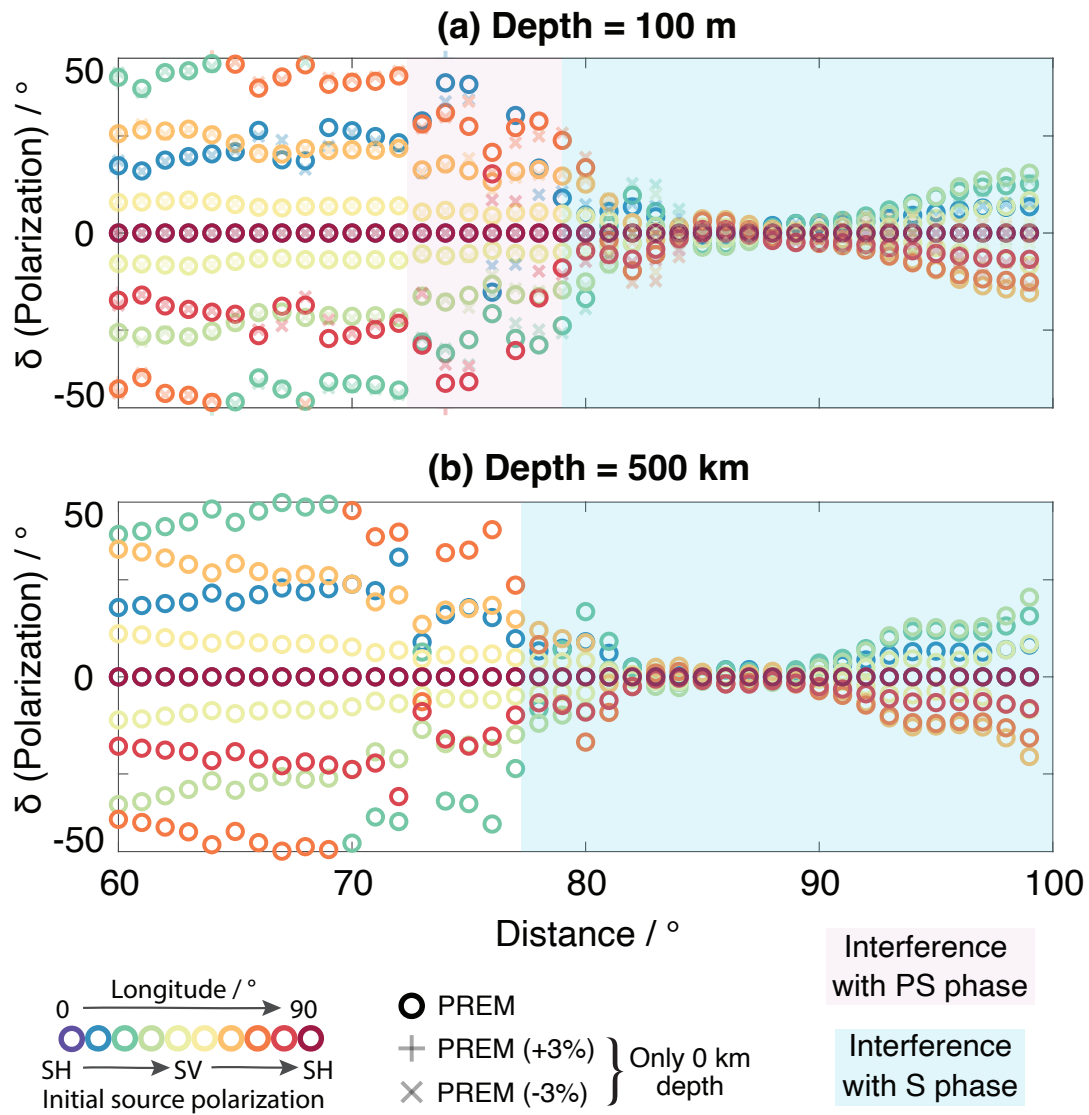 (a) Depth = 100 m
50
0
-50
δ (Polarization) / °
(b) Depth = 500 km
50
0
-50
δ (Polarization) / °
60 70 80 90 100
Distance / °
Interference
with PS phase
Interference
with S phase
Longitude / °
0 90
SH SV SH
Initial source polarization
PREM
PREM (+3%)
PREM (-3%)
Only 0 km
depth